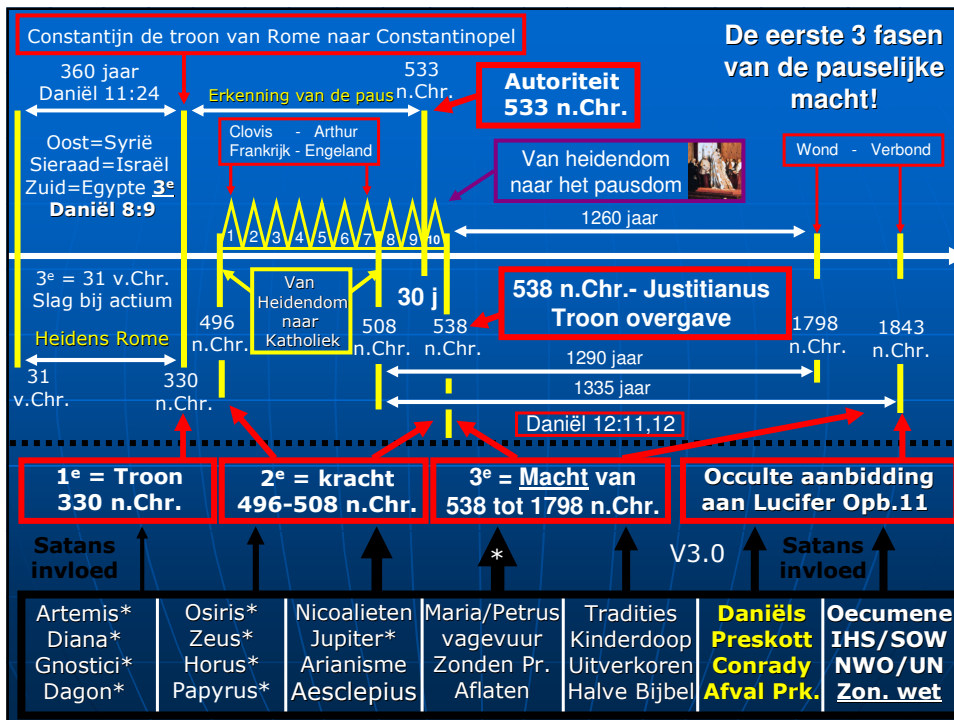 Constantijn de troon van Rome naar Constantinopel
De eerste 3 fasen
van de pauselijke
macht!
360 jaar
Daniël 11:24
Erkenning van de paus
533
n.Chr.
Autoriteit
533 n.Chr.
Oost=Syrië
Sieraad=Israël
Zuid=Egypte 3e
Daniël 8:9
Clovis - Arthur
Frankrijk - Engeland
Van heidendom
naar het pausdom
Wond - Verbond
1 2 3 4 5 6 7 8 9 10
1260 jaar
3e = 31 v.Chr.
Slag bij actium
Heidens Rome
31
v.Chr.
330
n.Chr.
496
n.Chr.
Van
Heidendom
naar
Katholiek
30 j
508
n.Chr.
538
n.Chr.
538 n.Chr.- Justitianus
Troon overgave
1798
n.Chr.
1843
n.Chr.
1290 jaar
1335 jaar
Daniël 12:11,12
1e = Troon
330 n.Chr.
2e = kracht
496-508 n.Chr.
3e = Macht van
538 tot 1798 n.Chr.
Occulte aanbidding
aan Lucifer Opb.11
Satans
invloed
*
V3.0
Satans
invloed
Artemis*
Diana*
Gnostici*
Dagon*
Osiris*
Zeus*
Horus*
Papyrus*
Nicoalieten
Jupiter*
Arianisme
Aesclepius
Maria/Petrus
vagevuur
Zonden Pr.
Aflaten
Tradities
Kinderdoop
Uitverkoren
Halve Bijbel
Daniëls
Preskott
Conrady
Afval Prk.
Oecumene
IHS/SOW
NWO/UN
Zon. wet